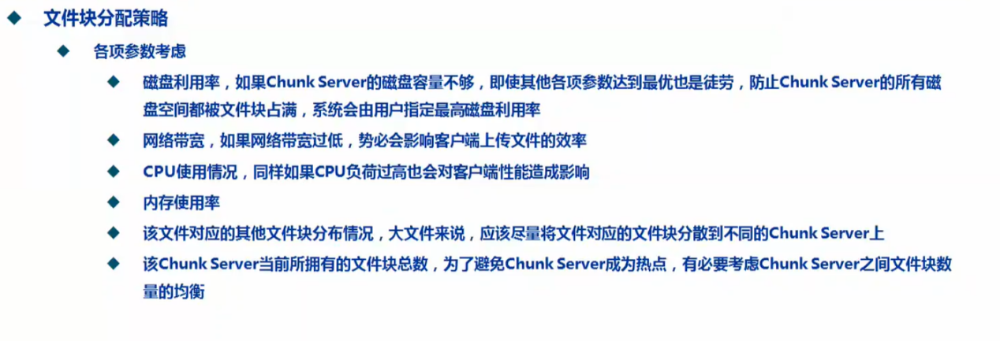 文件块分配策略
各项参数考虑
磁盘利用率，如果Chunk Server的磁盘容量不够，即使其他各项参数达到最优也是徒劳，防止Chunk Server的所有磁
盘空间都被文件块占满，系统会由用户指定最高磁盘利用率
网络带宽，如果网络带宽过低，势必会影响客户端上传文件的效率
CPU使用情况，同样如果CPU负荷过高也会对客户端性能造成影响
内存使用率
该文件对应的其他文件块分布情况，大文件来说，应该尽量将文件对应的文件块分散到不同的Chunk Server上
该Chunk Server当前所拥有的文件块总数，为了避免Chunk Server成为热点，有必要考虑Chunk Server之间文件块数
量的均衡